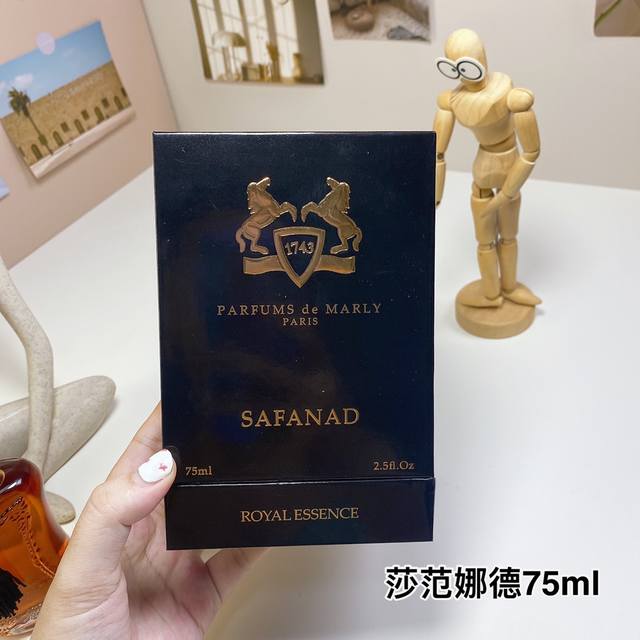 1743
PARFUMS de MARLY
PARIS
SAFANAD
75ml 2.5fl.Oz
ROYAL ESSENCE
莎范娜德75ml